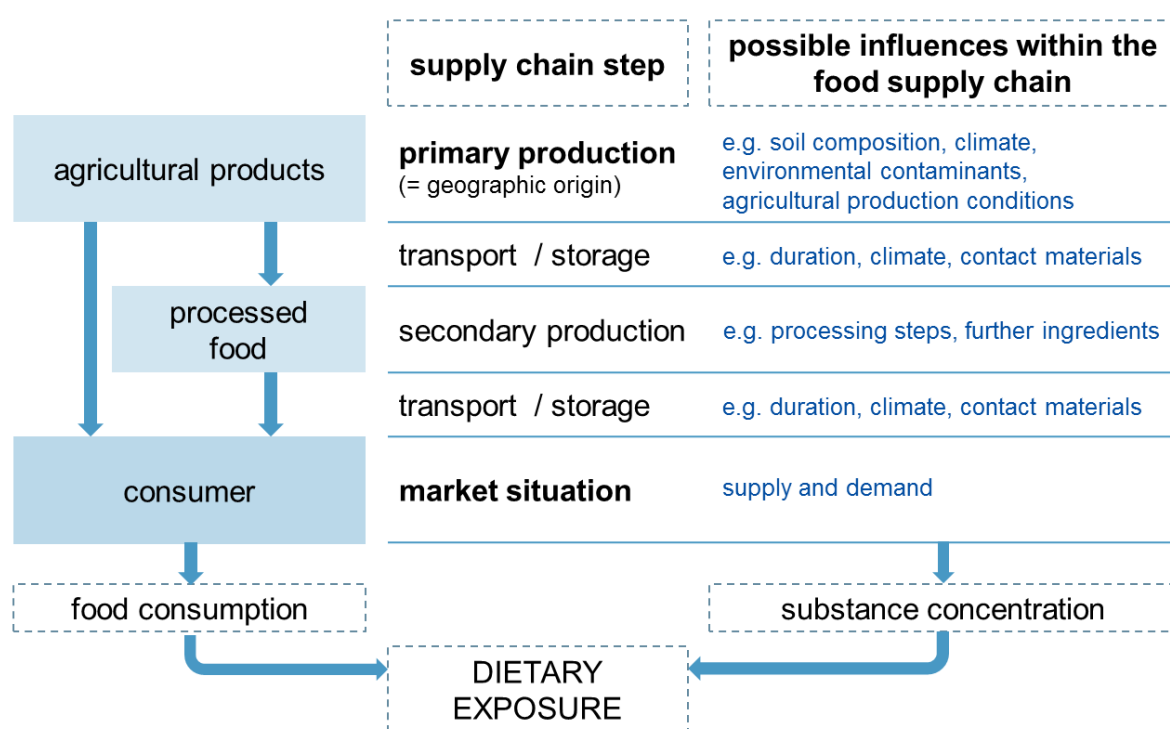 supply chain step
possible influences within the
food supply chain
agricultural products
primary production
(= geographic origin)
e.g. soil composition, climate,
environmental contaminants,
agricultural production conditions
transport / storage
e.g. duration, climate, contact materials
processed
food
secondary production
e.g. processing steps, further ingredients
transport / storage
e.g. duration, climate, contact materials
consumer
market situation
supply and demand
food consumption
substance concentration
DIETARY
EXPOSURE